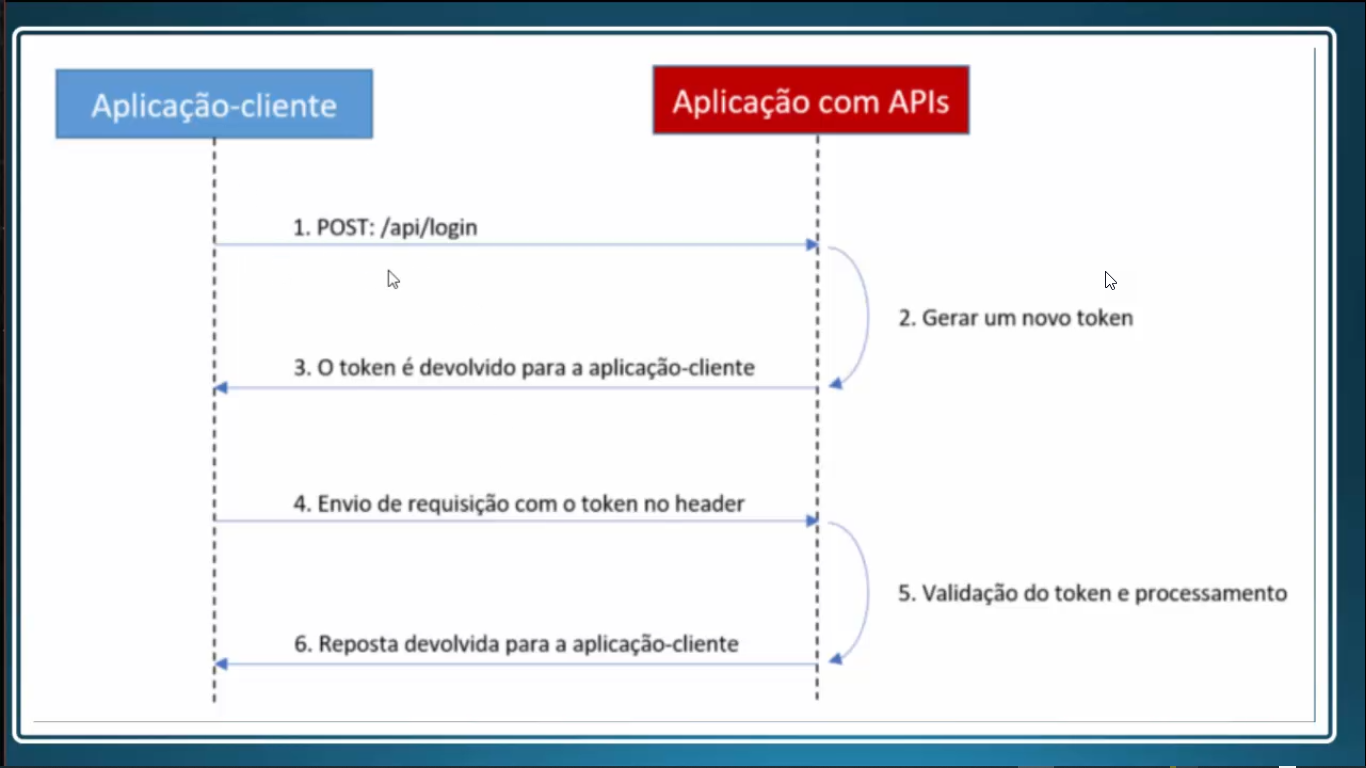 Aplicação-cliente
Aplicação com APIs
1. POST: /api/login
2. Gerar um novo token
3. O token é devolvido para a aplicação-cliente
4. Envio de requisição com o token no header
5. Validação do token e processamento
6. Reposta devolvida para a aplicação-cliente